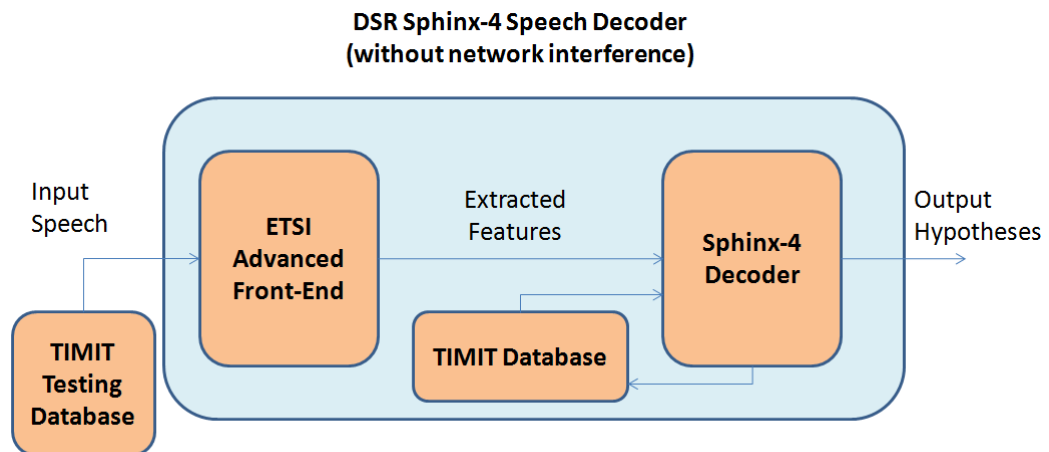 DSR Sphinx-4 Speech Decoder
(without network interference)
Input
Speech
ETSI
Advanced
Front-End
Extracted
Features
Sphinx-4
Decoder
Output
Hypotheses
TIMIT
Testing
Database
TIMIT Database